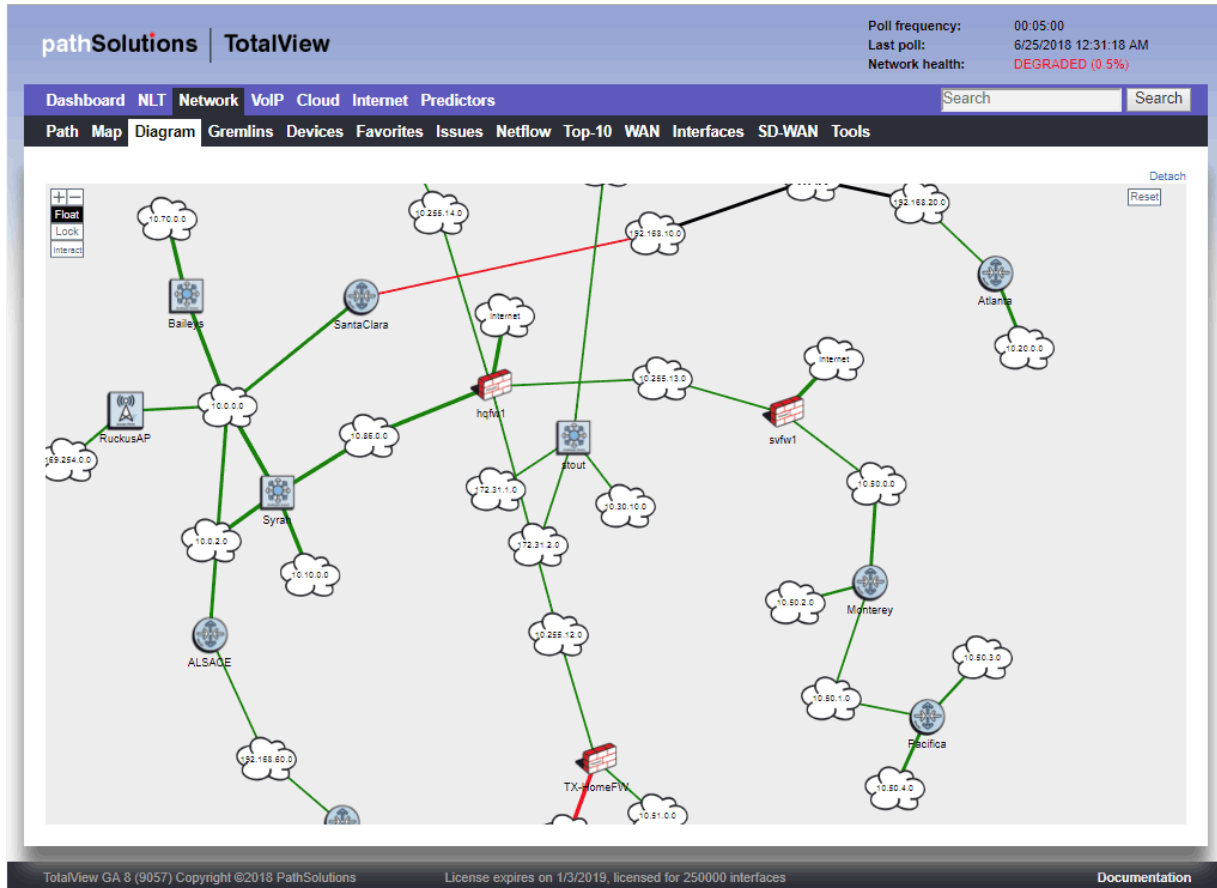 Poll frequency: 00:05:00
pathSolutions | TotalView
Last poll: 6/25/2018 12:31:18 AM
Network health: DEGRADED (0.5%)
Dashboard NLT Network VoIP Cloud Internet Predictors
Search Search
Path Map Diagram Gremlins Devices Favorites Issues Netflow Top-10 WAN Interfaces SD-WAN Tools
Detach
+ −
Float
Lock
Interact
Reset
10.70.0.0
10.255.14.0
192.168.10.0
192.168.20.0
Baileys
SantaClara
Atlanta
Internet
10.20.0.0
Internet
10.255.13.0
10.0.0.0
hqfw1
svfw1
RuckusAP
10.86.0.0
stout
169.254.0.0
Syrah
172.31.1.0
10.30.10.0
10.50.0.0
10.0.2.0
172.31.2.0
10.10.0.0
10.50.2.0
Monterey
ALSACE
10.255.12.0
10.50.3.0
10.50.1.0
Pacifica
192.168.60.0
TX-HomeFW
10.50.4.0
10.51.0.0
TotalView GA 8 (9057) Copyright ©2018 PathSolutions
License expires on 1/3/2019, licensed for 250000 interfaces
Documentation